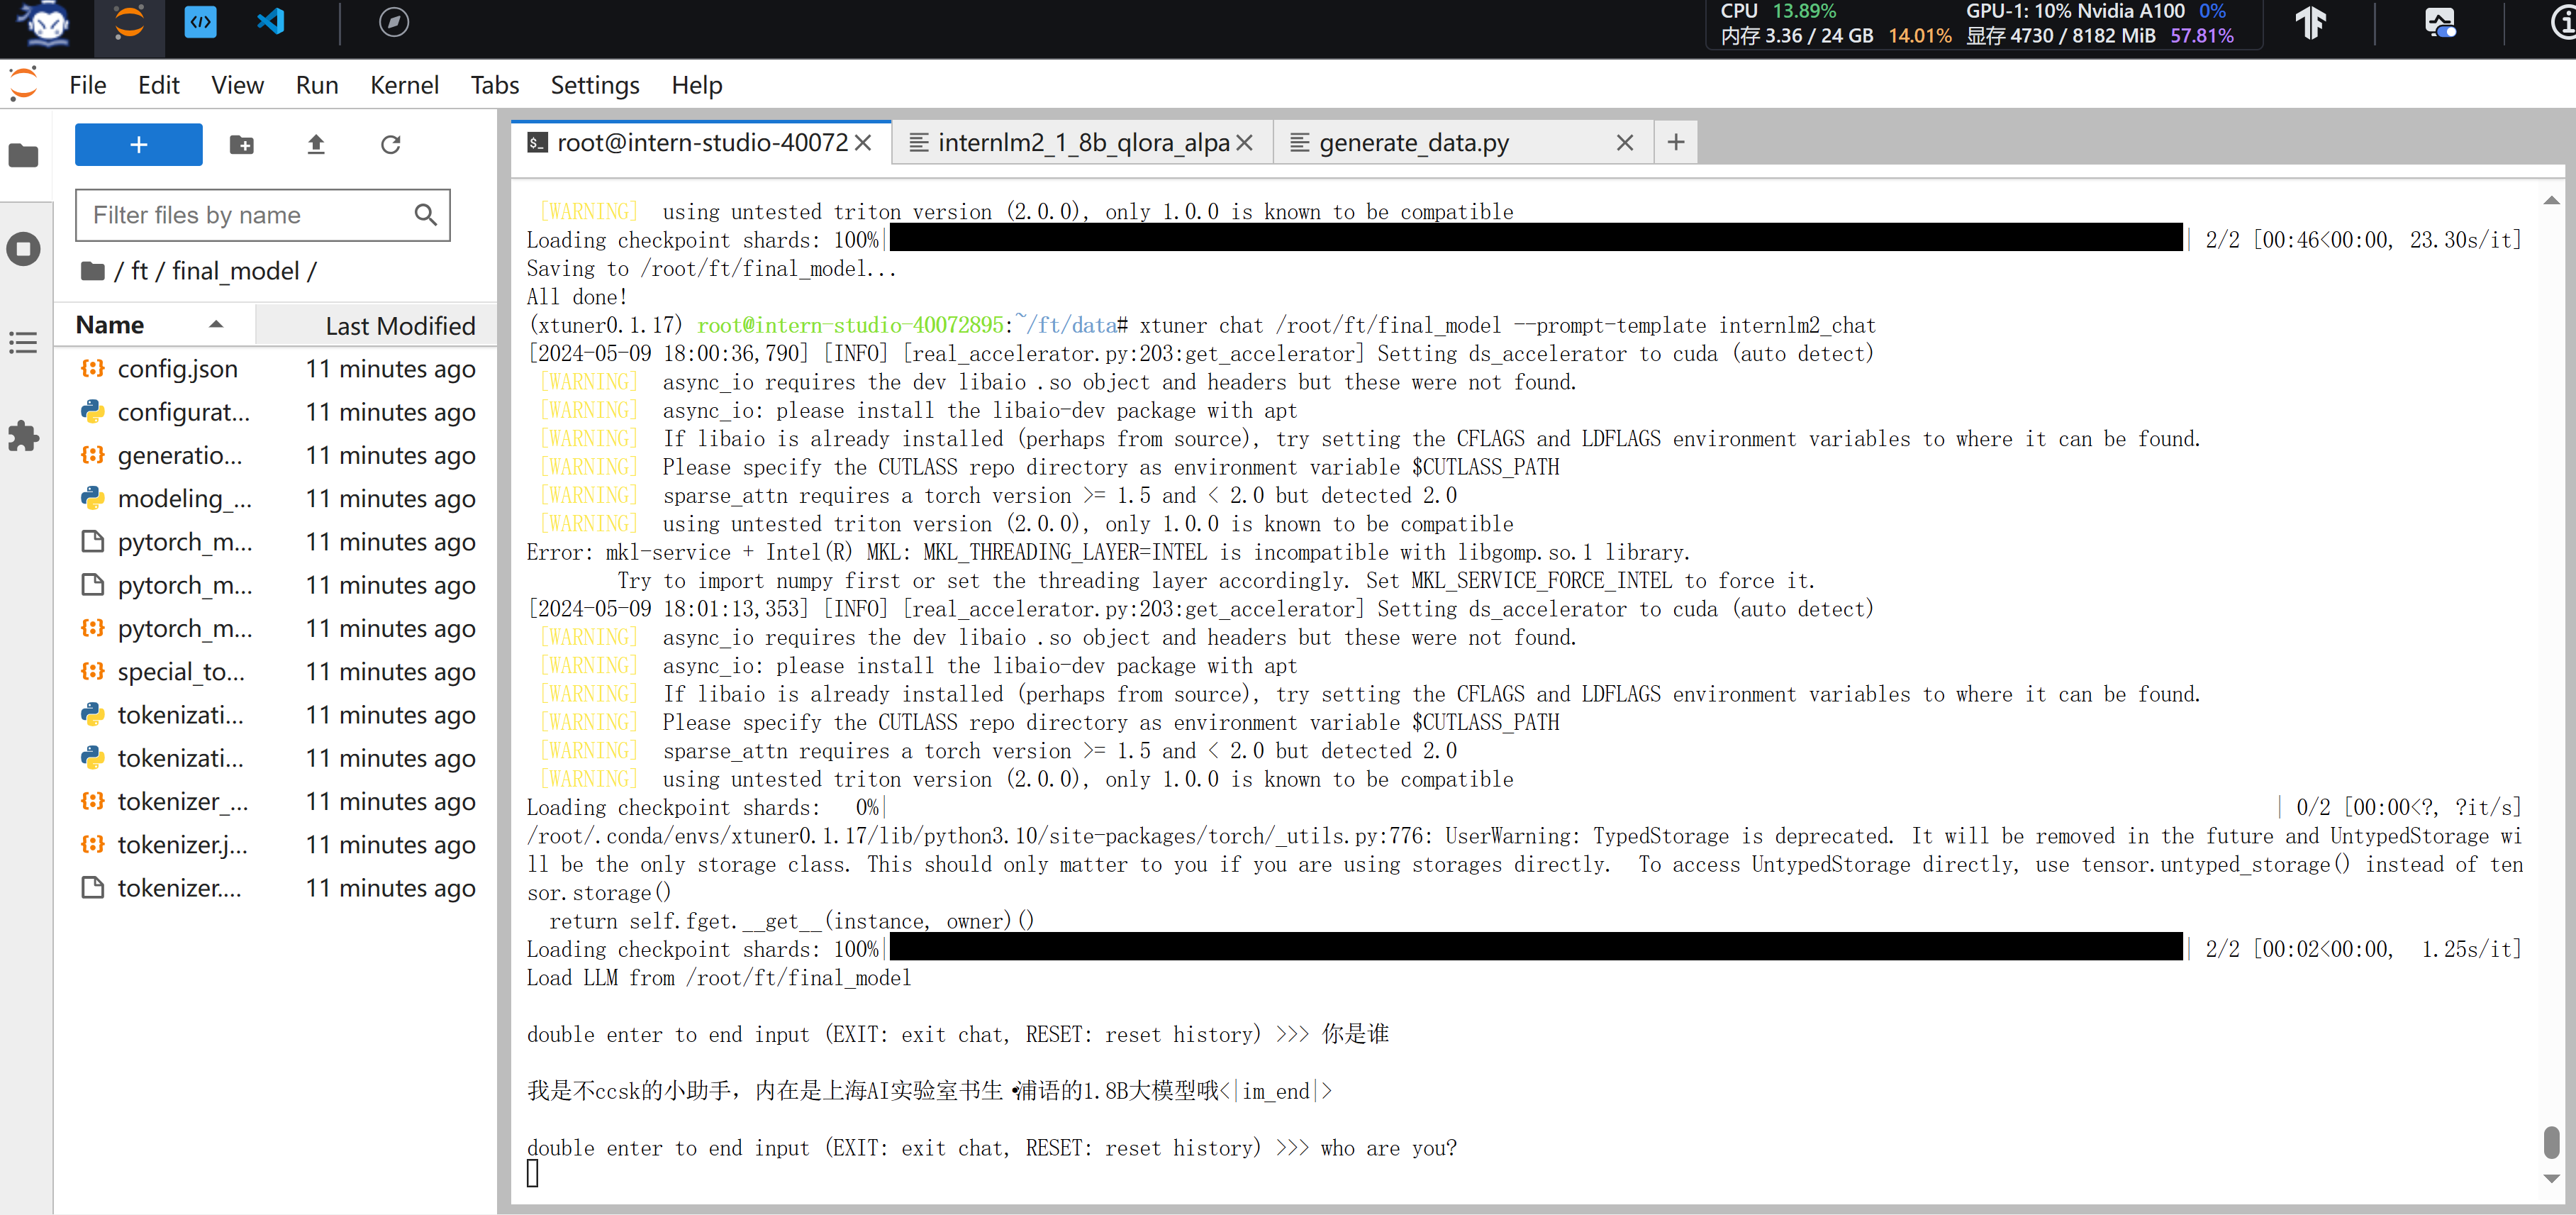 CPU 13.89% GPU-1: 10% Nvidia A100 0%
内存 3.36 / 24 GB 14.01% 显存 4730 / 8182 MiB 57.81%
File Edit View Run Kernel Tabs Settings Help
+
root@intern-studio-40072 internlm2_1_8b_qlora_alpa generate_data.py
Filter files by name
/ ft / final_model /
Name Last Modified
config.json 11 minutes ago
configurat... 11 minutes ago
generatio... 11 minutes ago
modeling_... 11 minutes ago
pytorch_m... 11 minutes ago
pytorch_m... 11 minutes ago
pytorch_m... 11 minutes ago
special_to... 11 minutes ago
tokenizati... 11 minutes ago
tokenizati... 11 minutes ago
tokenizer_... 11 minutes ago
tokenizer.j... 11 minutes ago
tokenizer.... 11 minutes ago
[WARNING] using untested triton version (2.0.0), only 1.0.0 is known to be compatible
Loading checkpoint shards: 100%| | 2/2 [00:46<00:00, 23.30s/it]
Saving to /root/ft/final_model...
All done!
(xtuner0.1.17) root@intern-studio-40072895:~/ft/data# xtuner chat /root/ft/final_model --prompt-template internlm2_chat
[2024-05-09 18:00:36,790] [INFO] [real_accelerator.py:203:get_accelerator] Setting ds_accelerator to cuda (auto detect)
[WARNING] async_io requires the dev libaio .so object and headers but these were not found.
[WARNING] async_io: please install the libaio-dev package with apt
[WARNING] If libaio is already installed (perhaps from source), try setting the CFLAGS and LDFLAGS environment variables to where it can be found.
[WARNING] Please specify the CUTLASS repo directory as environment variable $CUTLASS_PATH
[WARNING] sparse_attn requires a torch version >= 1.5 and < 2.0 but detected 2.0
[WARNING] using untested triton version (2.0.0), only 1.0.0 is known to be compatible
Error: mkl-service + Intel(R) MKL: MKL_THREADING_LAYER=INTEL is incompatible with libgomp.so.1 library.
Try to import numpy first or set the threading layer accordingly. Set MKL_SERVICE_FORCE_INTEL to force it.
[2024-05-09 18:01:13,353] [INFO] [real_accelerator.py:203:get_accelerator] Setting ds_accelerator to cuda (auto detect)
[WARNING] async_io requires the dev libaio .so object and headers but these were not found.
[WARNING] async_io: please install the libaio-dev package with apt
[WARNING] If libaio is already installed (perhaps from source), try setting the CFLAGS and LDFLAGS environment variables to where it can be found.
[WARNING] Please specify the CUTLASS repo directory as environment variable $CUTLASS_PATH
[WARNING] sparse_attn requires a torch version >= 1.5 and < 2.0 but detected 2.0
[WARNING] using untested triton version (2.0.0), only 1.0.0 is known to be compatible
Loading checkpoint shards: 0%| | 0/2 [00:00<?, ?it/s]
/root/.conda/envs/xtuner0.1.17/lib/python3.10/site-packages/torch/_utils.py:776: UserWarning: TypedStorage is deprecated. It will be removed in the future and UntypedStorage wi
ll be the only storage class. This should only matter to you if you are using storages directly. To access UntypedStorage directly, use tensor.untyped_storage() instead of ten
sor.storage()
return self.fget.__get__(instance, owner)()
Loading checkpoint shards: 100%| | 2/2 [00:02<00:00, 1.25s/it]
Load LLM from /root/ft/final_model
double enter to end input (EXIT: exit chat, RESET: reset history) >>> 你是谁
我是不ccsk的小助手，内在是上海AI实验室书生·浦语的1.8B大模型哦<|im_end|>
double enter to end input (EXIT: exit chat, RESET: reset history) >>> who are you?